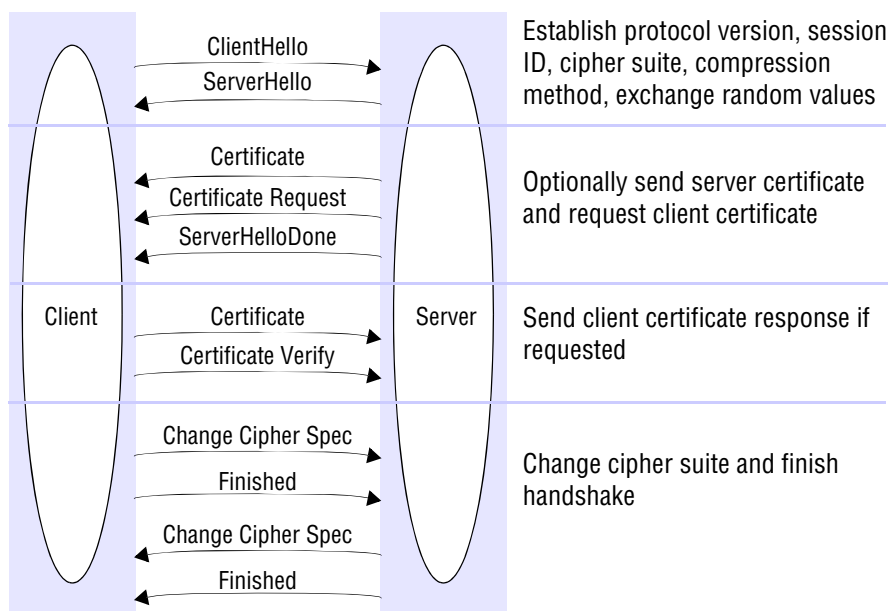 ClientHello
ServerHello
Establish protocol version, session
ID, cipher suite, compression
method, exchange random values
Certificate
Certificate Request
ServerHelloDone
Optionally send server certificate
and request client certificate
Client
Certificate
Certificate Verify
Server
Send client certificate response if
requested
Change Cipher Spec
Finished
Change Cipher Spec
Finished
Change cipher suite and finish
handshake